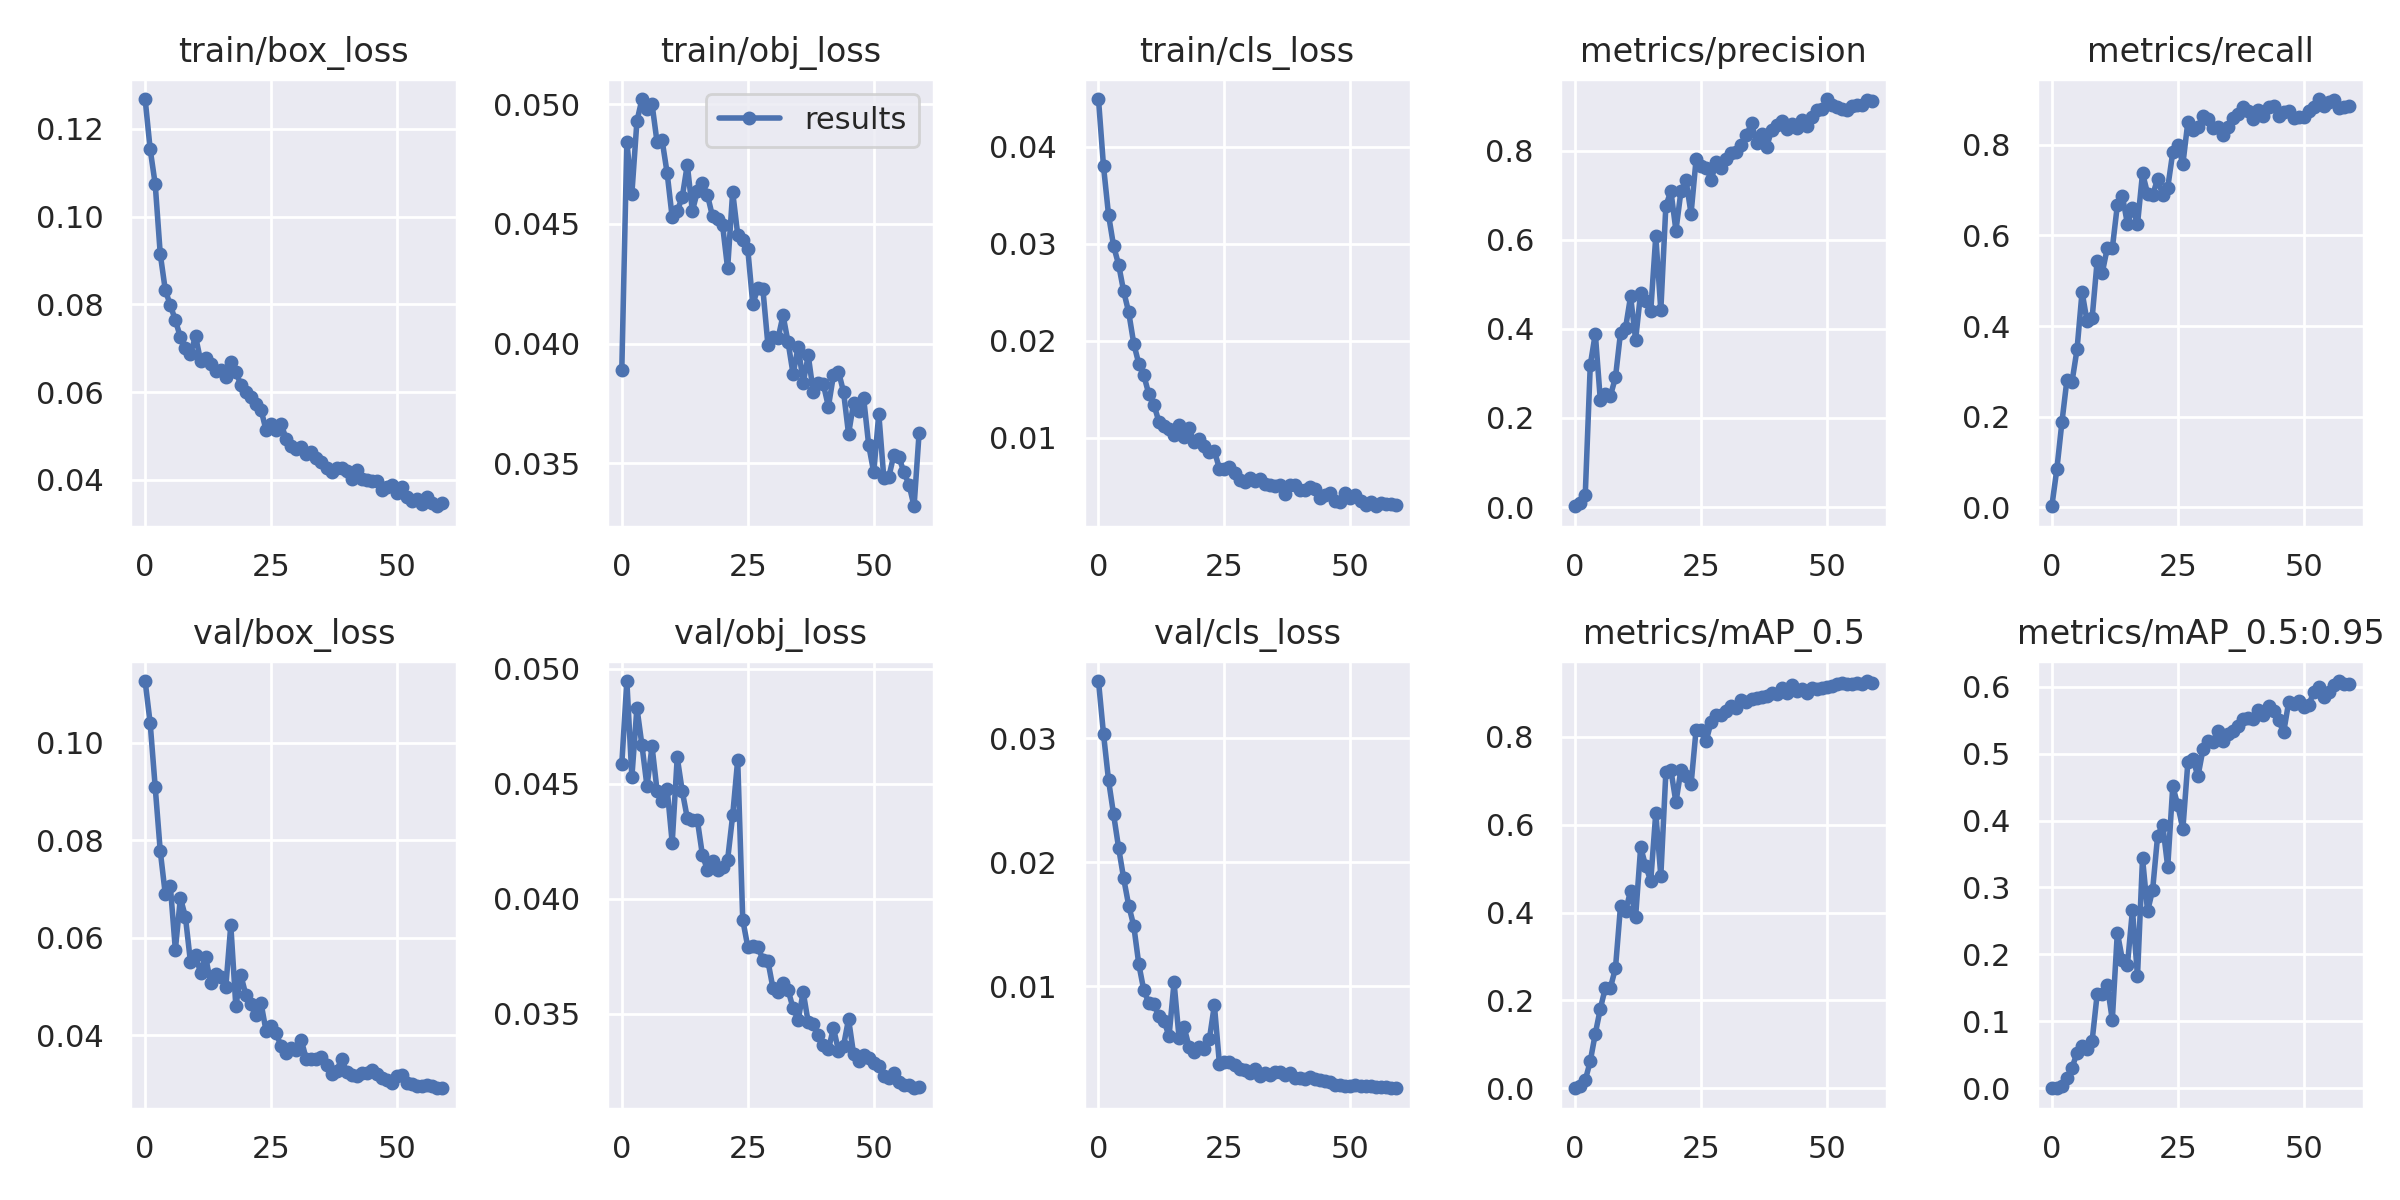 train/box_loss
0.12
0.10
0.08
0.06
0.04
0 25 50
train/obj_loss
results
0.050
0.045
0.040
0.035
0 25 50
train/cls_loss
0.04
0.03
0.02
0.01
0 25 50
metrics/precision
0.8
0.6
0.4
0.2
0.0
0 25 50
metrics/recall
0.8
0.6
0.4
0.2
0.0
0 25 50
val/box_loss
0.10
0.08
0.06
0.04
0 25 50
val/obj_loss
0.050
0.045
0.040
0.035
0 25 50
val/cls_loss
0.03
0.02
0.01
0 25 50
metrics/mAP_0.5
0.8
0.6
0.4
0.2
0.0
0 25 50
metrics/mAP_0.5:0.95
0.6
0.5
0.4
0.3
0.2
0.1
0.0
0 25 50